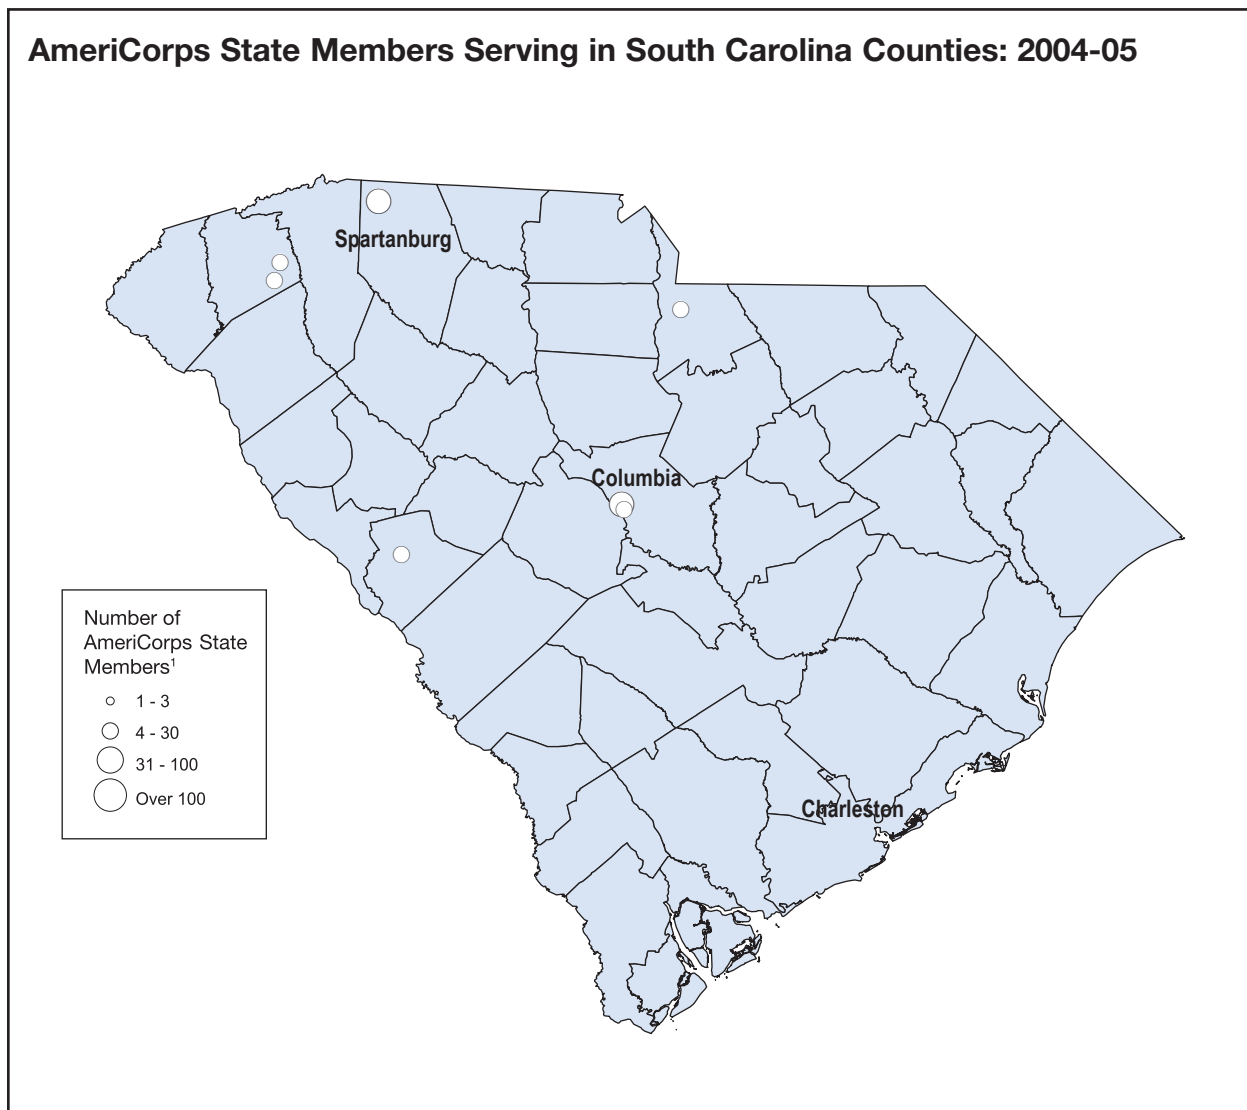 AmeriCorps State Members Serving in South Carolina Counties: 2004-05
Spartanburg
Columbia
Charleston
Number of
AmeriCorps State
Members¹
1 - 3
4 - 30
31 - 100
Over 100